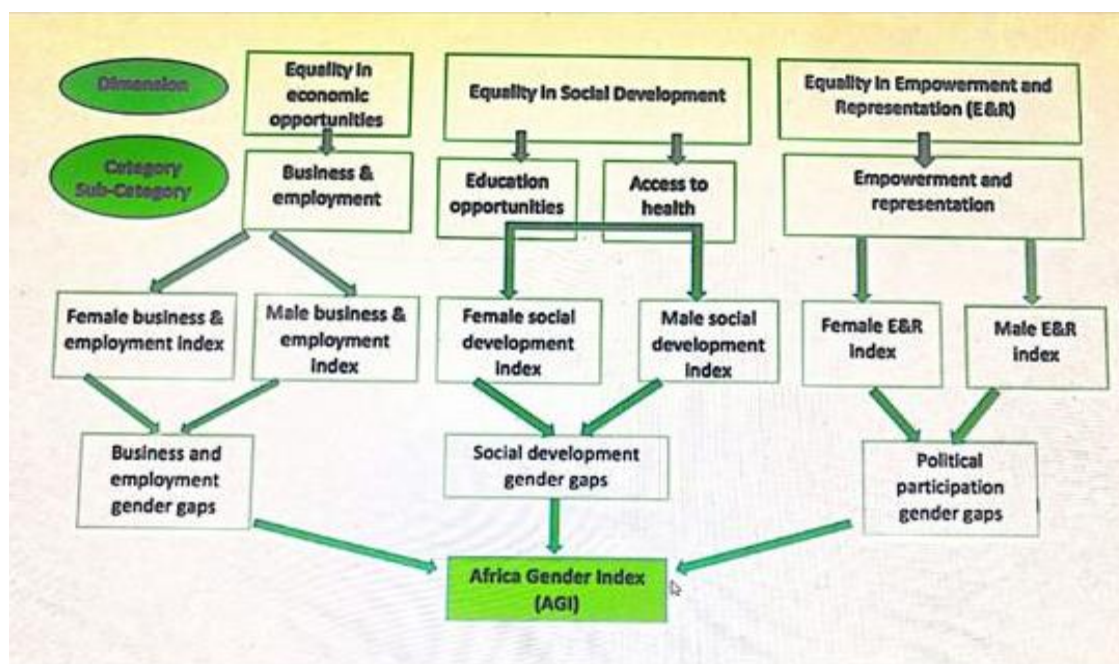 Dimension
Equality in
economic
opportunities
Equality in Social Development
Equality in Empowerment and
Representation (E&R)
Category
Sub-Category
Business &
employment
Education
opportunities
Access to
health
Empowerment and
representation
Female business &
employment index
Male business &
employment
index
Female social
development
index
Male social
development
index
Female E&R
index
Male E&R
index
Business and
employment
gender gaps
Social development
gender gaps
Political
participation
gender gaps
Africa Gender Index
(AGI)